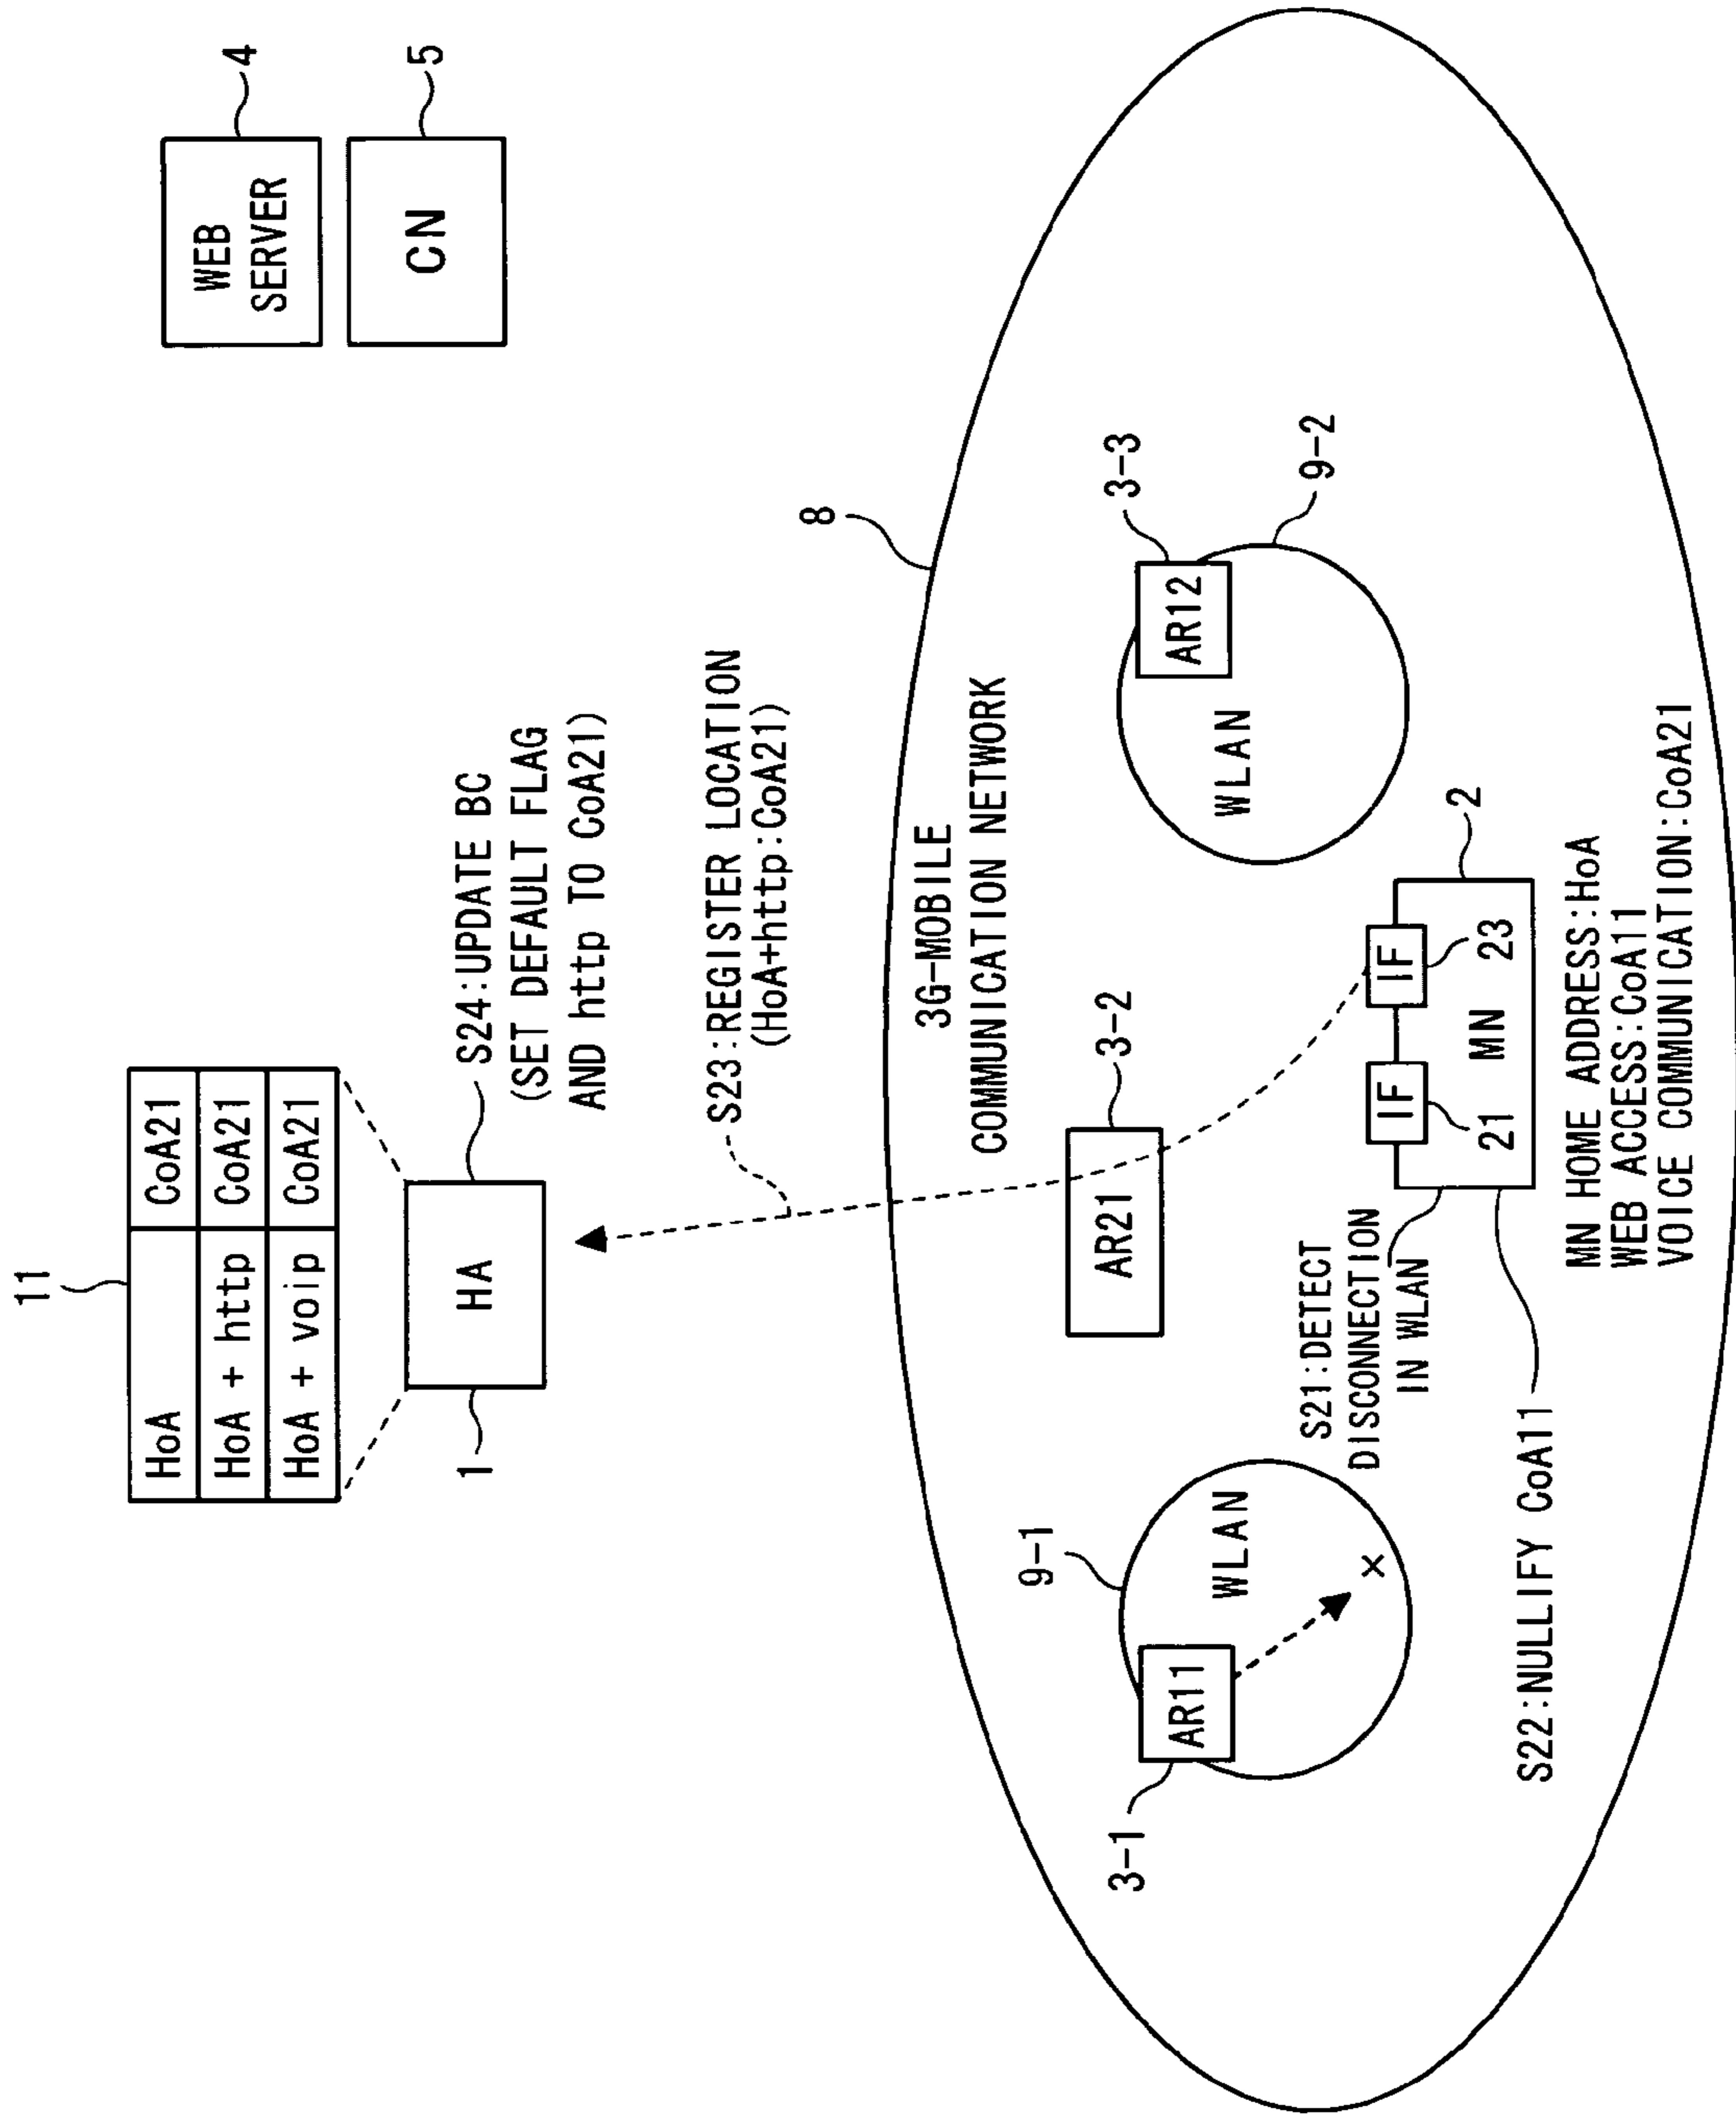 11
HoA CoA21
HoA + http CoA21
HoA + voip CoA21
1
HA
S24:UPDATE BC
(SET DEFAULT FLAG
AND http TO CoA21)
WEB
SERVER
4
CN
5
S23:REGISTER LOCATION
(HoA+http:CoA21)
8
3G-MOBILE
COMMUNICATION NETWORK
3-1
AR11
9-1
WLAN
×
AR21
3-2
AR12
3-3
WLAN
9-2
S21:DETECT
DISCONNECTION
IN WLAN
IF
IF
21
MN
23
2
S22:NULLIFY CoA11
MN HOME ADDRESS:HoA
WEB ACCESS:CoA11
VOICE COMMUNICATION:CoA21